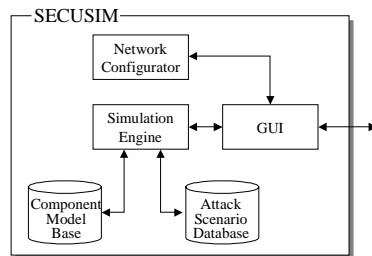 SECUSIM
Network
Configurator
Simulation
Engine
GUI
Component
Model
Base
Attack
Scenario
Database